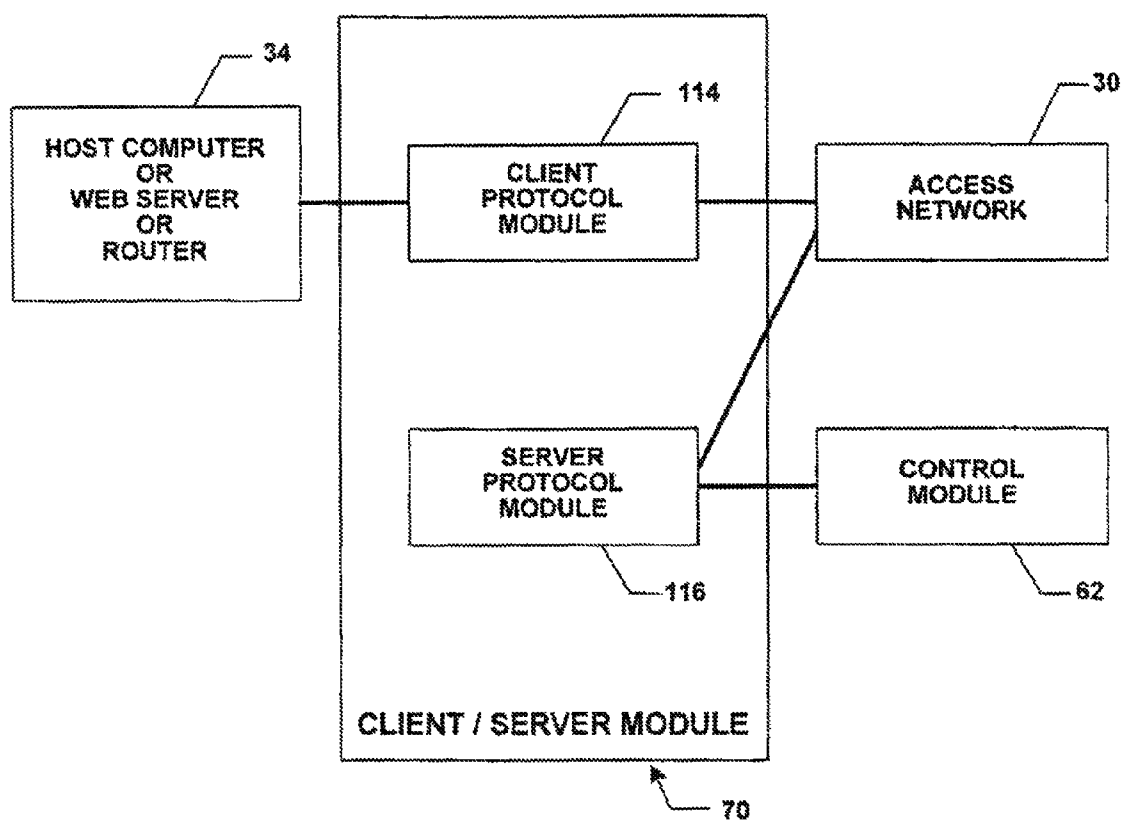 34
HOST COMPUTER
OR
WEB SERVER
OR
ROUTER
114
CLIENT
PROTOCOL
MODULE
30
ACCESS
NETWORK
SERVER
PROTOCOL
MODULE
116
CONTROL
MODULE
62
CLIENT / SERVER MODULE
70